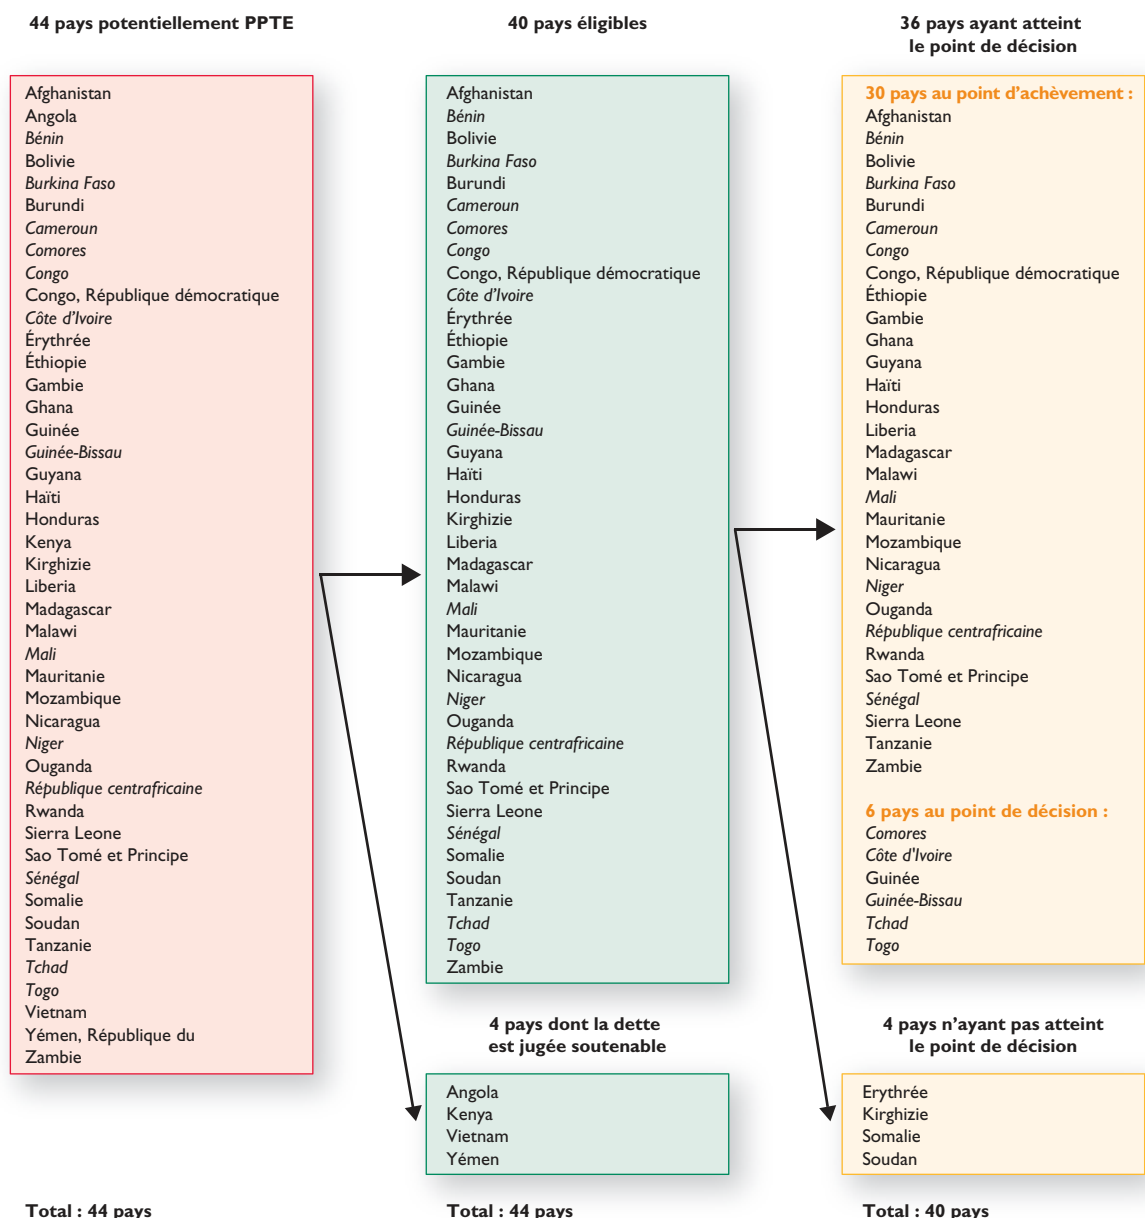 44 pays potentiellement PPTE
Afghanistan
Angola
Bénin
Bolivie
Burkina Faso
Burundi
Cameroun
Comores
Congo
Congo, République démocratique
Côte d'Ivoire
Érythrée
Éthiopie
Gambie
Ghana
Guinée
Guinée-Bissau
Guyana
Haïti
Honduras
Kenya
Kirghizie
Liberia
Madagascar
Malawi
Mali
Mauritanie
Mozambique
Nicaragua
Niger
Ouganda
République centrafricaine
Rwanda
Sierra Leone
Sao Tomé et Principe
Sénégal
Somalie
Soudan
Tanzanie
Tchad
Togo
Vietnam
Yémen, République du
Zambie
Total : 44 pays
40 pays éligibles
Afghanistan
Bénin
Bolivie
Burkina Faso
Burundi
Cameroun
Comores
Congo
Congo, République démocratique
Côte d'Ivoire
Érythrée
Éthiopie
Gambie
Ghana
Guinée
Guinée-Bissau
Guyana
Haïti
Honduras
Kirghizie
Liberia
Madagascar
Malawi
Mali
Mauritanie
Mozambique
Nicaragua
Niger
Ouganda
République centrafricaine
Rwanda
Sao Tomé et Principe
Sierra Leone
Sénégal
Somalie
Soudan
Tanzanie
Tchad
Togo
Zambie
4 pays dont la dette
est jugée soutenable
Angola
Kenya
Vietnam
Yémen
Total : 44 pays
36 pays ayant atteint
le point de décision
30 pays au point d'achèvement :
Afghanistan
Bénin
Bolivie
Burkina Faso
Burundi
Cameroun
Congo
Congo, République démocratique
Éthiopie
Gambie
Ghana
Guyana
Haïti
Honduras
Liberia
Madagascar
Malawi
Mali
Mauritanie
Mozambique
Nicaragua
Niger
Ouganda
République centrafricaine
Rwanda
Sao Tomé et Principe
Sénégal
Sierra Leone
Tanzanie
Zambie
6 pays au point de décision :
Comores
Côte d'Ivoire
Guinée
Guinée-Bissau
Tchad
Togo
4 pays n'ayant pas atteint
le point de décision
Erythrée
Kirghizie
Somalie
Soudan
Total : 40 pays